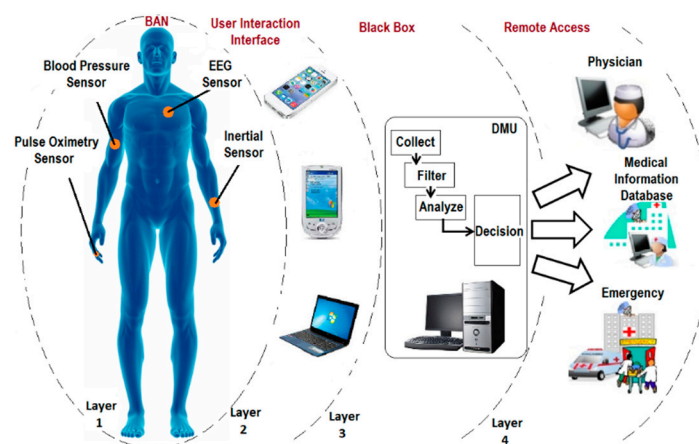 BAN
User Interaction
Interface
Black Box
Remote Access
Blood Pressure
Sensor
EEG
Sensor
Pulse Oximetry
Sensor
Inertial
Sensor
DMU
Collect
Filter
Analyze
Decision
Physician
Medical
Information
Database
Emergency
Layer
1
Layer
2
Layer
3
Layer
4